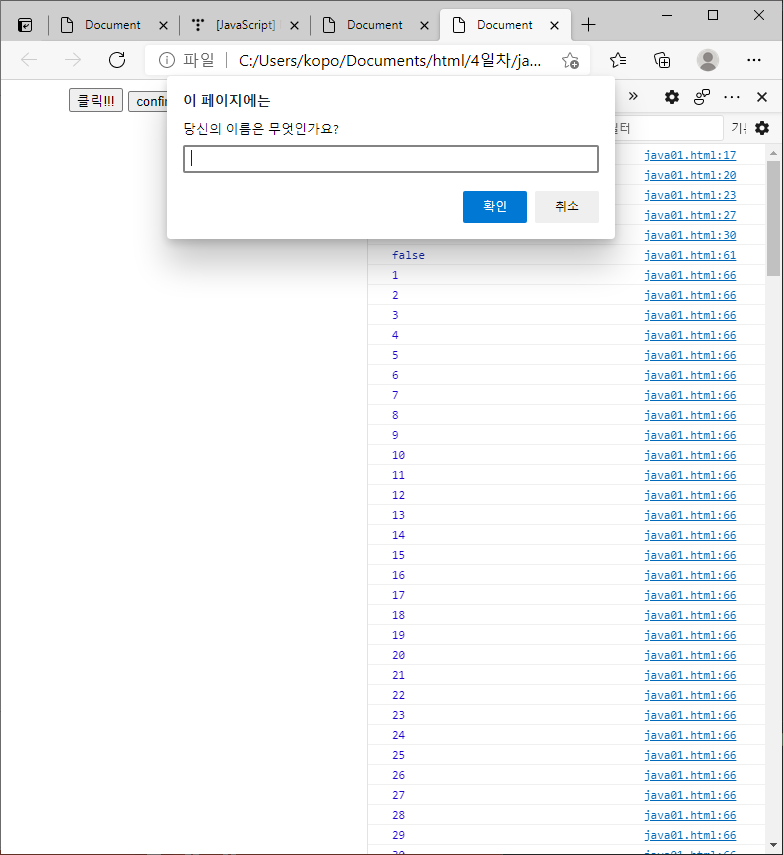 Document
[JavaScript]
Document
Document
파일
C:/Users/kopo/Documents/html/4일차/ja...
클릭!!!
confir
이 페이지에는
당신의 이름은 무엇인가요?
확인
취소
java01.html:17
java01.html:20
java01.html:23
java01.html:27
java01.html:30
false java01.html:61
1 java01.html:66
2 java01.html:66
3 java01.html:66
4 java01.html:66
5 java01.html:66
6 java01.html:66
7 java01.html:66
8 java01.html:66
9 java01.html:66
10 java01.html:66
11 java01.html:66
12 java01.html:66
13 java01.html:66
14 java01.html:66
15 java01.html:66
16 java01.html:66
17 java01.html:66
18 java01.html:66
19 java01.html:66
20 java01.html:66
21 java01.html:66
22 java01.html:66
23 java01.html:66
24 java01.html:66
25 java01.html:66
26 java01.html:66
27 java01.html:66
28 java01.html:66
29 java01.html:66